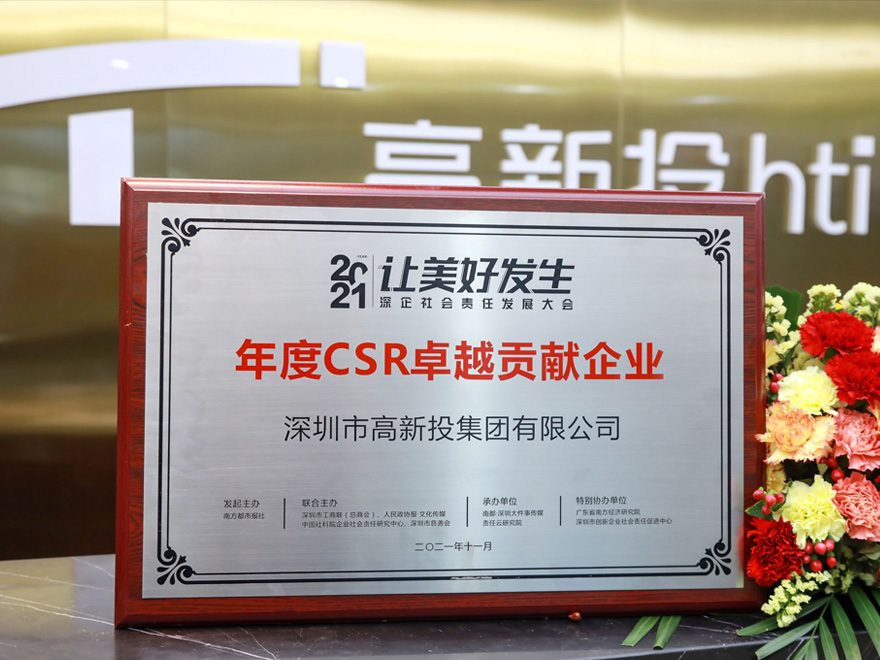 高新投hti
2021 让美好发生
深企社会责任发展大会
年度CSR卓越贡献企业
深圳市高新投集团有限公司
发起主办
南方都市报社
联合主办
深圳市工商联（总商会）、人民政协报·文化传媒
中国社科院企业社会责任研究中心、深圳市慈善会
承办单位
南都·深圳大件事传媒
责任云研究院
特别协办单位
广东省南方经济研究院
深圳市创新企业社会责任促进中心
二〇二一年十一月